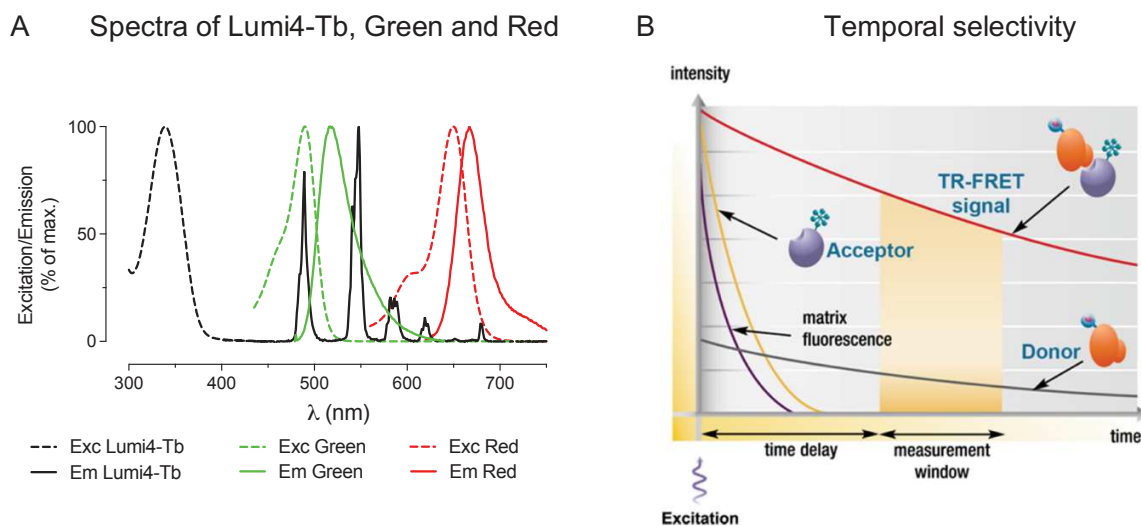 A Spectra of Lumi4-Tb, Green and Red
Excitation/Emission
(% of max.)
100
50
0
300 400 500 600 700
λ (nm)
Exc Lumi4-Tb Exc Green Exc Red
Em Lumi4-Tb Em Green Em Red
B Temporal selectivity
intensity
TR-FRET
signal
Acceptor
matrix
fluorescence
Donor
time
time delay
measurement
window
Excitation